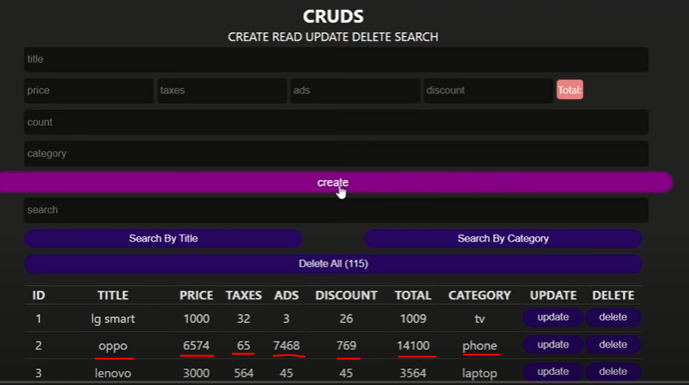 CRUDS
CREATE READ UPDATE DELETE SEARCH
title
price taxes ads discount Total:
count
category
create
search
Search By Title Search By Category
Delete All (115)
ID TITLE PRICE TAXES ADS DISCOUNT TOTAL CATEGORY UPDATE DELETE
1 lg smart 1000 32 3 26 1009 tv update delete
2 oppo 6574 65 7468 769 14100 phone update delete
3 lenovo 3000 564 45 45 3564 laptop update delete